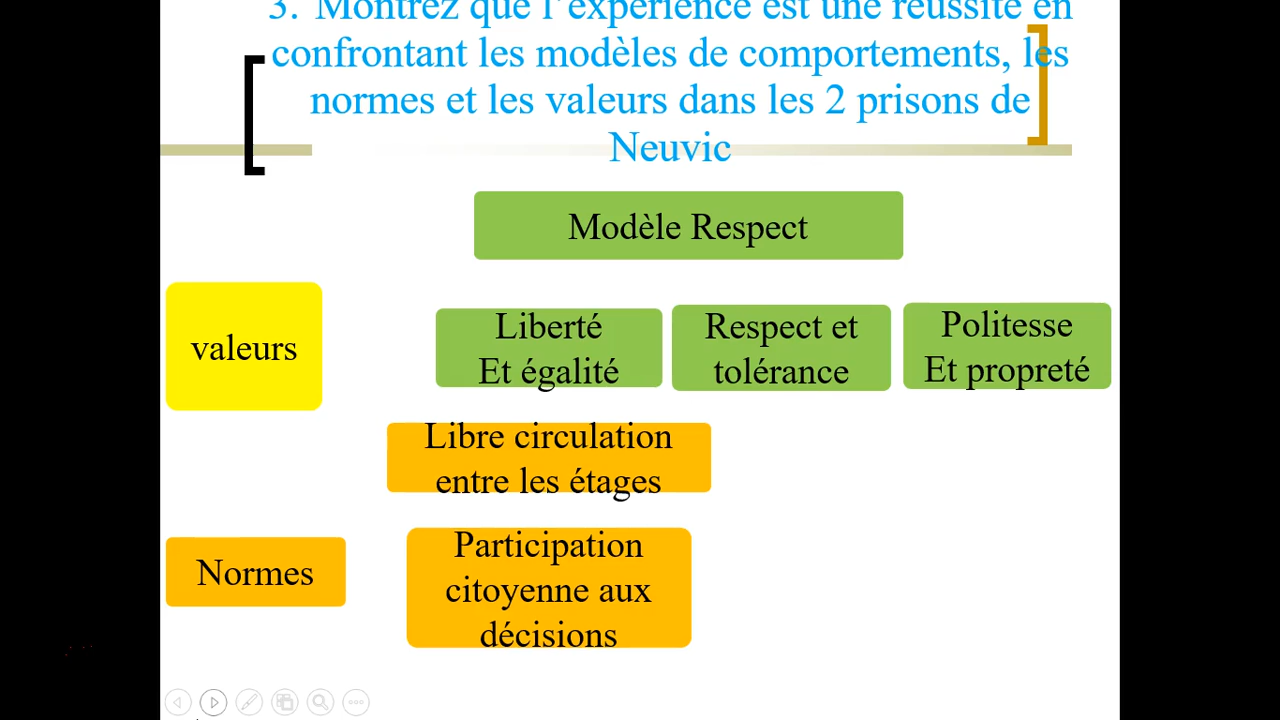 3. Montrez que l'expérience est une réussite en
confrontant les modèles de comportements, les
normes et les valeurs dans les 2 prisons de
Neuvic
Modèle Respect
valeurs
Liberté
Et égalité
Respect et
tolérance
Politesse
Et propreté
Libre circulation
entre les étages
Normes
Participation
citoyenne aux
décisions